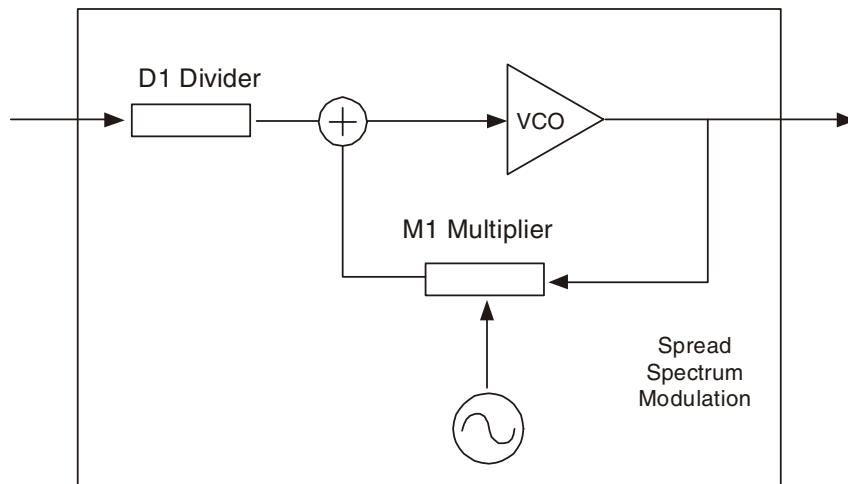 D1 Divider
VCO
M1 Multiplier
Spread
Spectrum
Modulation